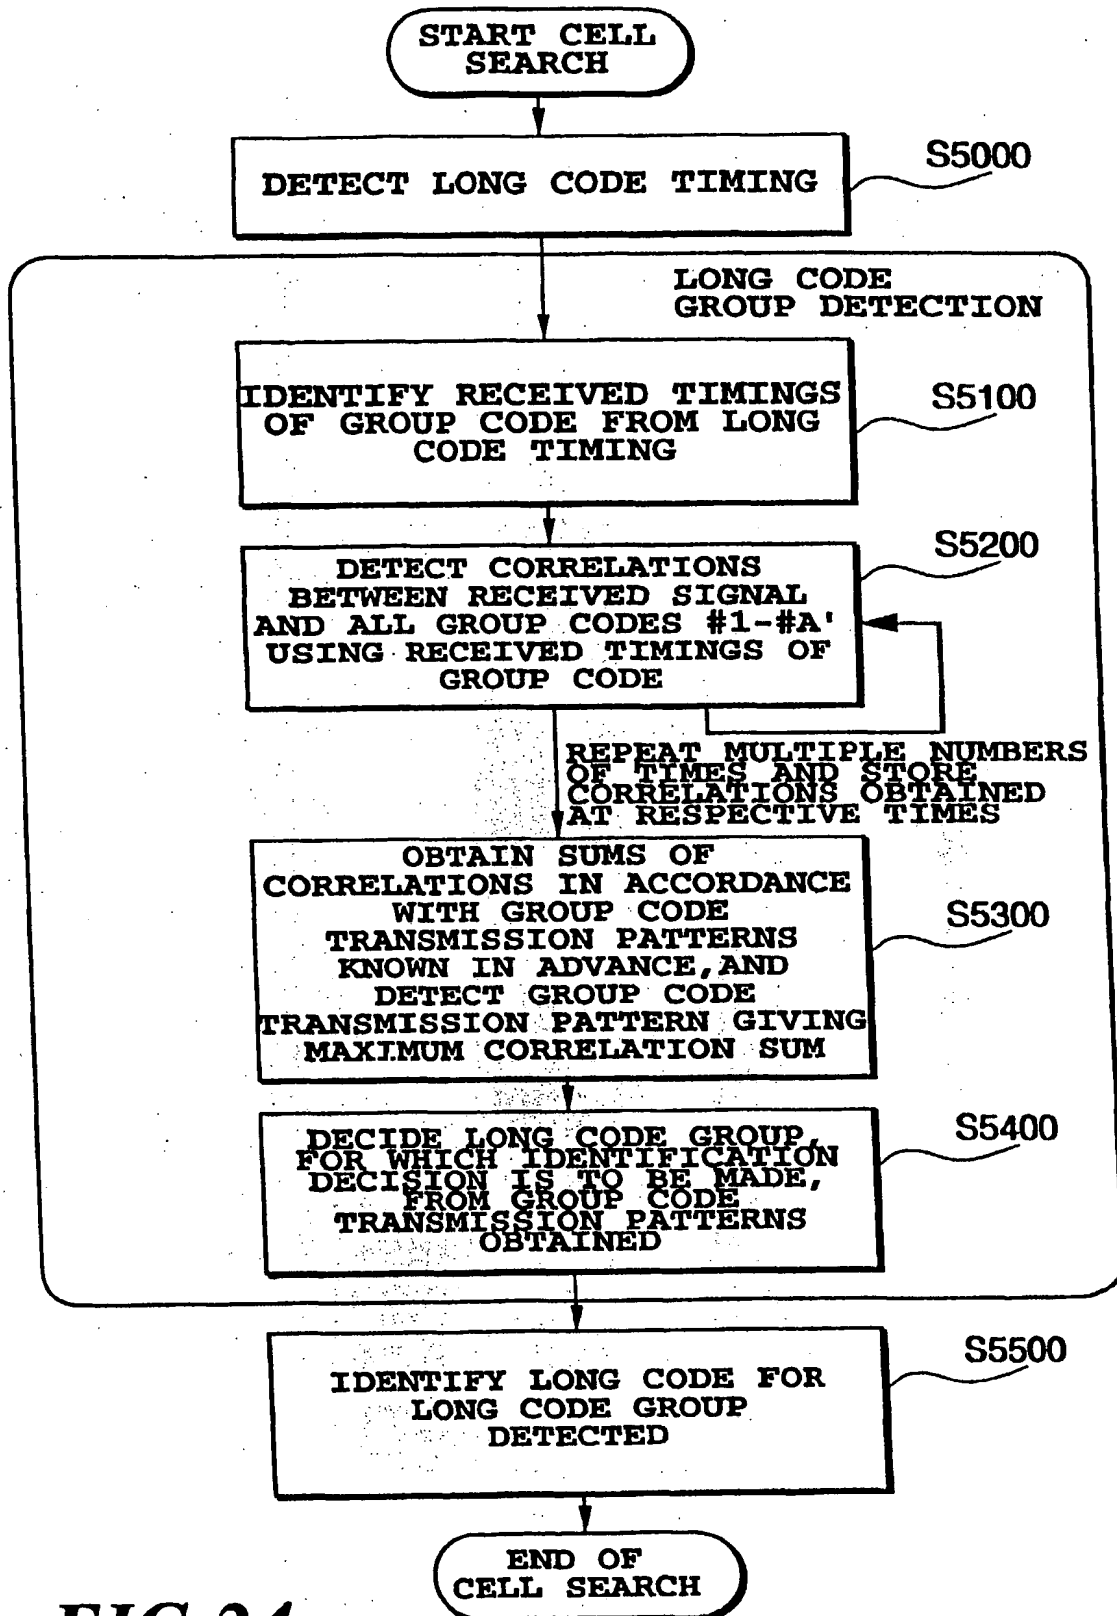 START CELL
SEARCH
DETECT LONG CODE TIMING
S5000
LONG CODE
GROUP DETECTION
IDENTIFY RECEIVED TIMINGS
OF GROUP CODE FROM LONG
CODE TIMING
S5100
DETECT CORRELATIONS
BETWEEN RECEIVED SIGNAL
AND ALL GROUP CODES #1-#A'
USING RECEIVED TIMINGS OF
GROUP CODE
S5200
REPEAT MULTIPLE NUMBERS
OF TIMES AND STORE
CORRELATIONS OBTAINED
AT RESPECTIVE TIMES
OBTAIN SUMS OF
CORRELATIONS IN ACCORDANCE
WITH GROUP CODE
TRANSMISSION PATTERNS
KNOWN IN ADVANCE, AND
DETECT GROUP CODE
TRANSMISSION PATTERN GIVING
MAXIMUM CORRELATION SUM
S5300
DECIDE LONG CODE GROUP,
FOR WHICH IDENTIFICATION
DECISION IS TO BE MADE,
FROM GROUP CODE
TRANSMISSION PATTERNS
OBTAINED
S5400
IDENTIFY LONG CODE FOR
LONG CODE GROUP
DETECTED
S5500
END OF
CELL SEARCH
FIG.24